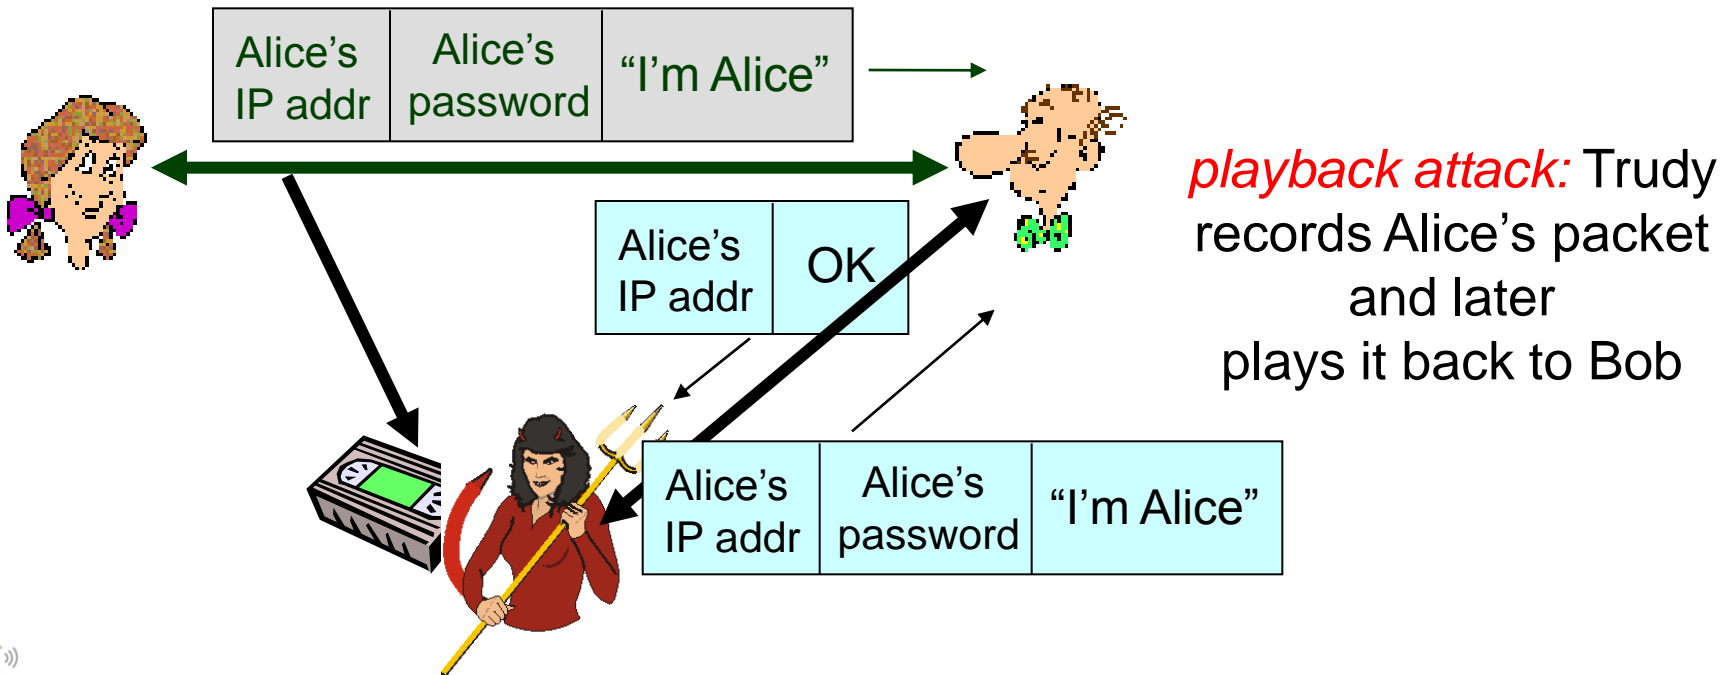 Alice’s
IP addr
Alice’s
password
“I’m Alice”
Alice’s
IP addr
OK
playback attack: Trudy
records Alice’s packet
and later
plays it back to Bob
Alice’s
IP addr
Alice’s
password
“I’m Alice”